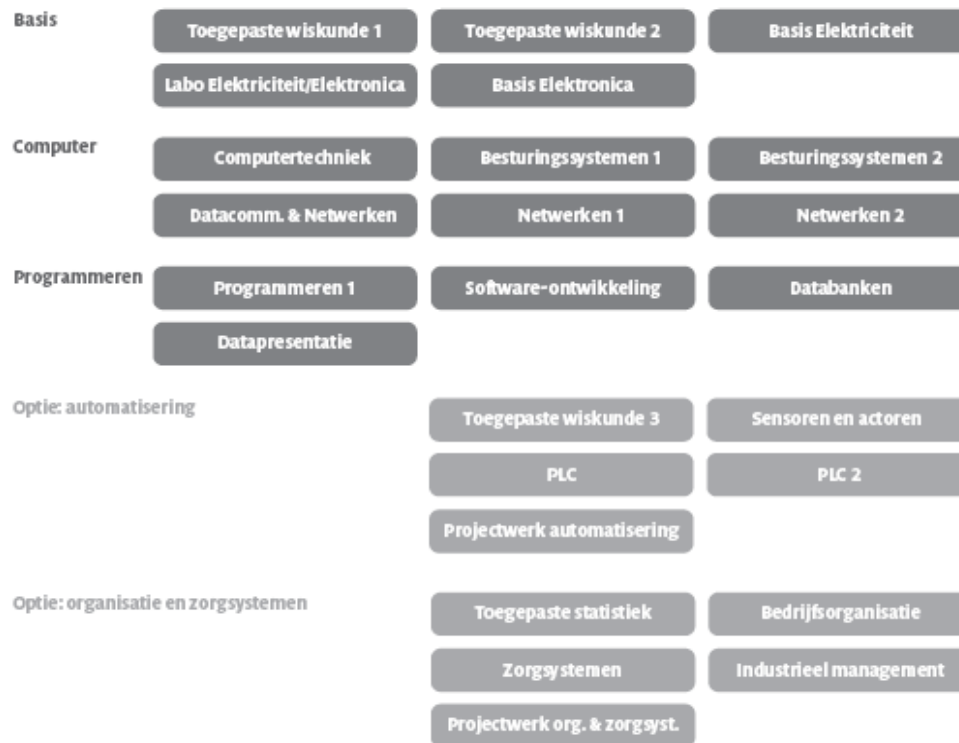 Basis
Toegepaste wiskunde 1 Toegepaste wiskunde 2 Basis Elektriciteit
Labo Elektriciteit/Elektronica Basis Elektronica
Computer
Computertechniek Besturingssystemen 1 Besturingssystemen 2
Datacomm. & Netwerken Netwerken 1 Netwerken 2
Programmeren
Programmeren 1 Software-ontwikkeling Databanken
Datapresentatie
Optie: automatisering
Toegepaste wiskunde 3 Sensoren en actoren
PLC PLC 2
Projectwerk automatisering
Optie: organisatie en zorgsystemen
Toegepaste statistiek Bedrijfsorganisatie
Zorgsystemen Industrieel management
Projectwerk org. & zorgsyst.